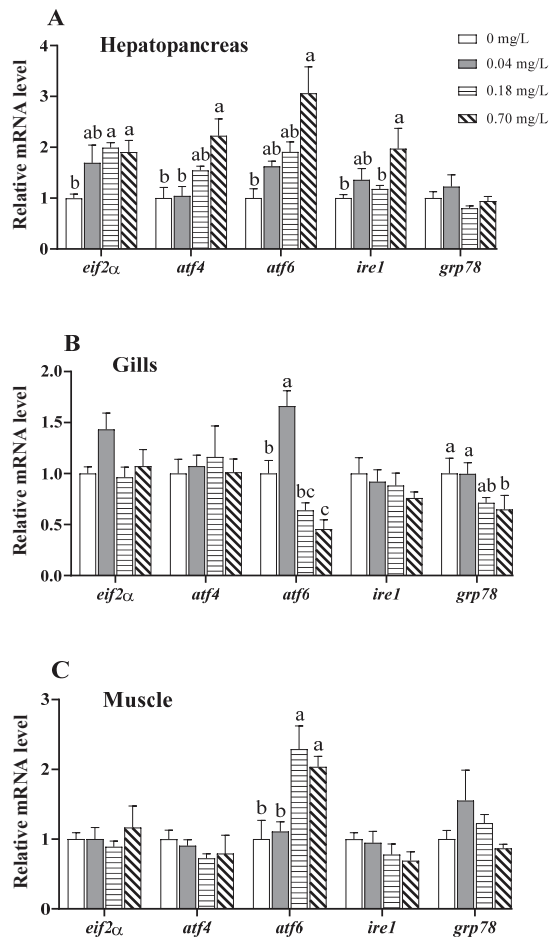 A
Hepatopancreas
0 mg/L
0.04 mg/L
0.18 mg/L
0.70 mg/L
Relative mRNA level
4
3
2
1
0
b ab a a
b b ab a
b ab ab a
b ab b a
eif2α atf4 atf6 ire1 grp78
B
Gills
Relative mRNA level
2.0
1.5
1.0
0.5
0.0
b a bc c
a a ab b
eif2α atf4 atf6 ire1 grp78
C
Muscle
Relative mRNA level
3
2
1
0
b b a a
eif2α atf4 atf6 ire1 grp78